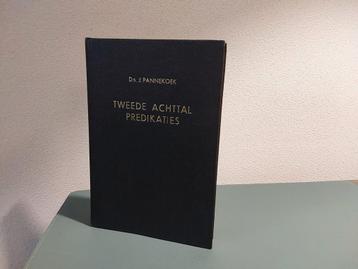 Ds. J. PANNEKOEK
TWEEDE ACHTTAL
PREDIKATIES